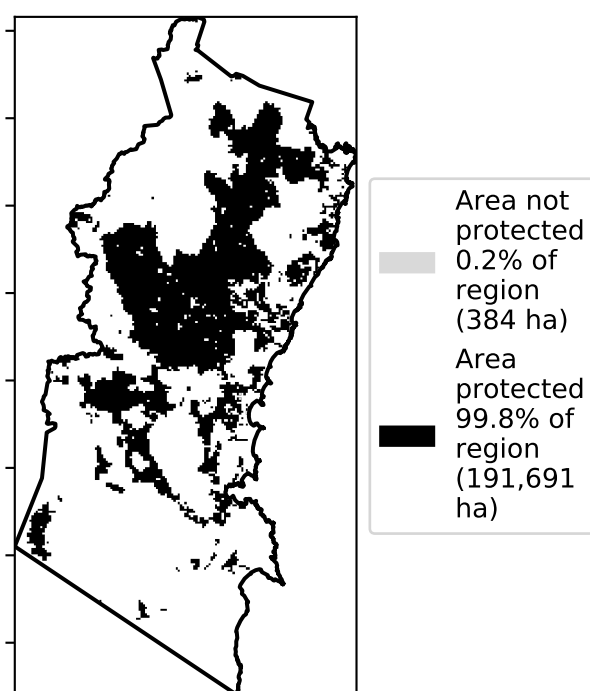 Area not
protected
0.2% of
region
(384 ha)
Area
protected
99.8% of
region
(191,691
ha)